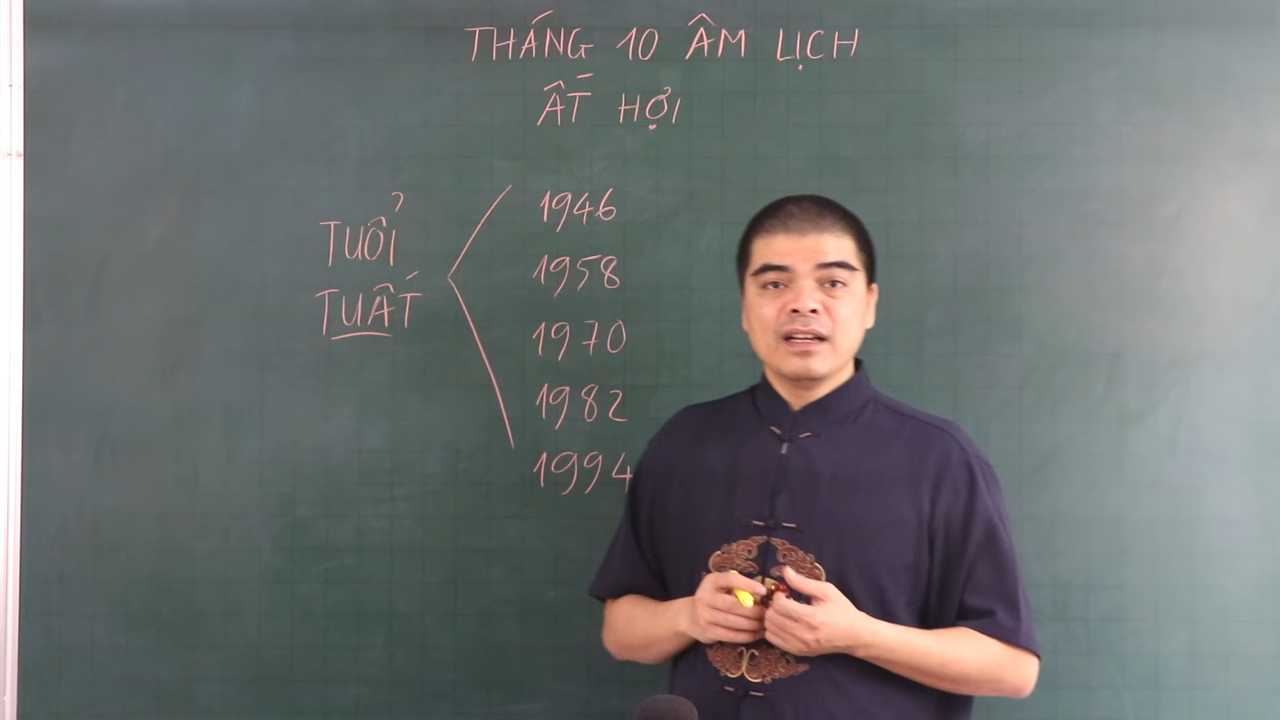 THÁNG 10 ÂM LỊCH
ẤT HỢI
TUỔI
TUẤT
1946
1958
1970
1982
1994